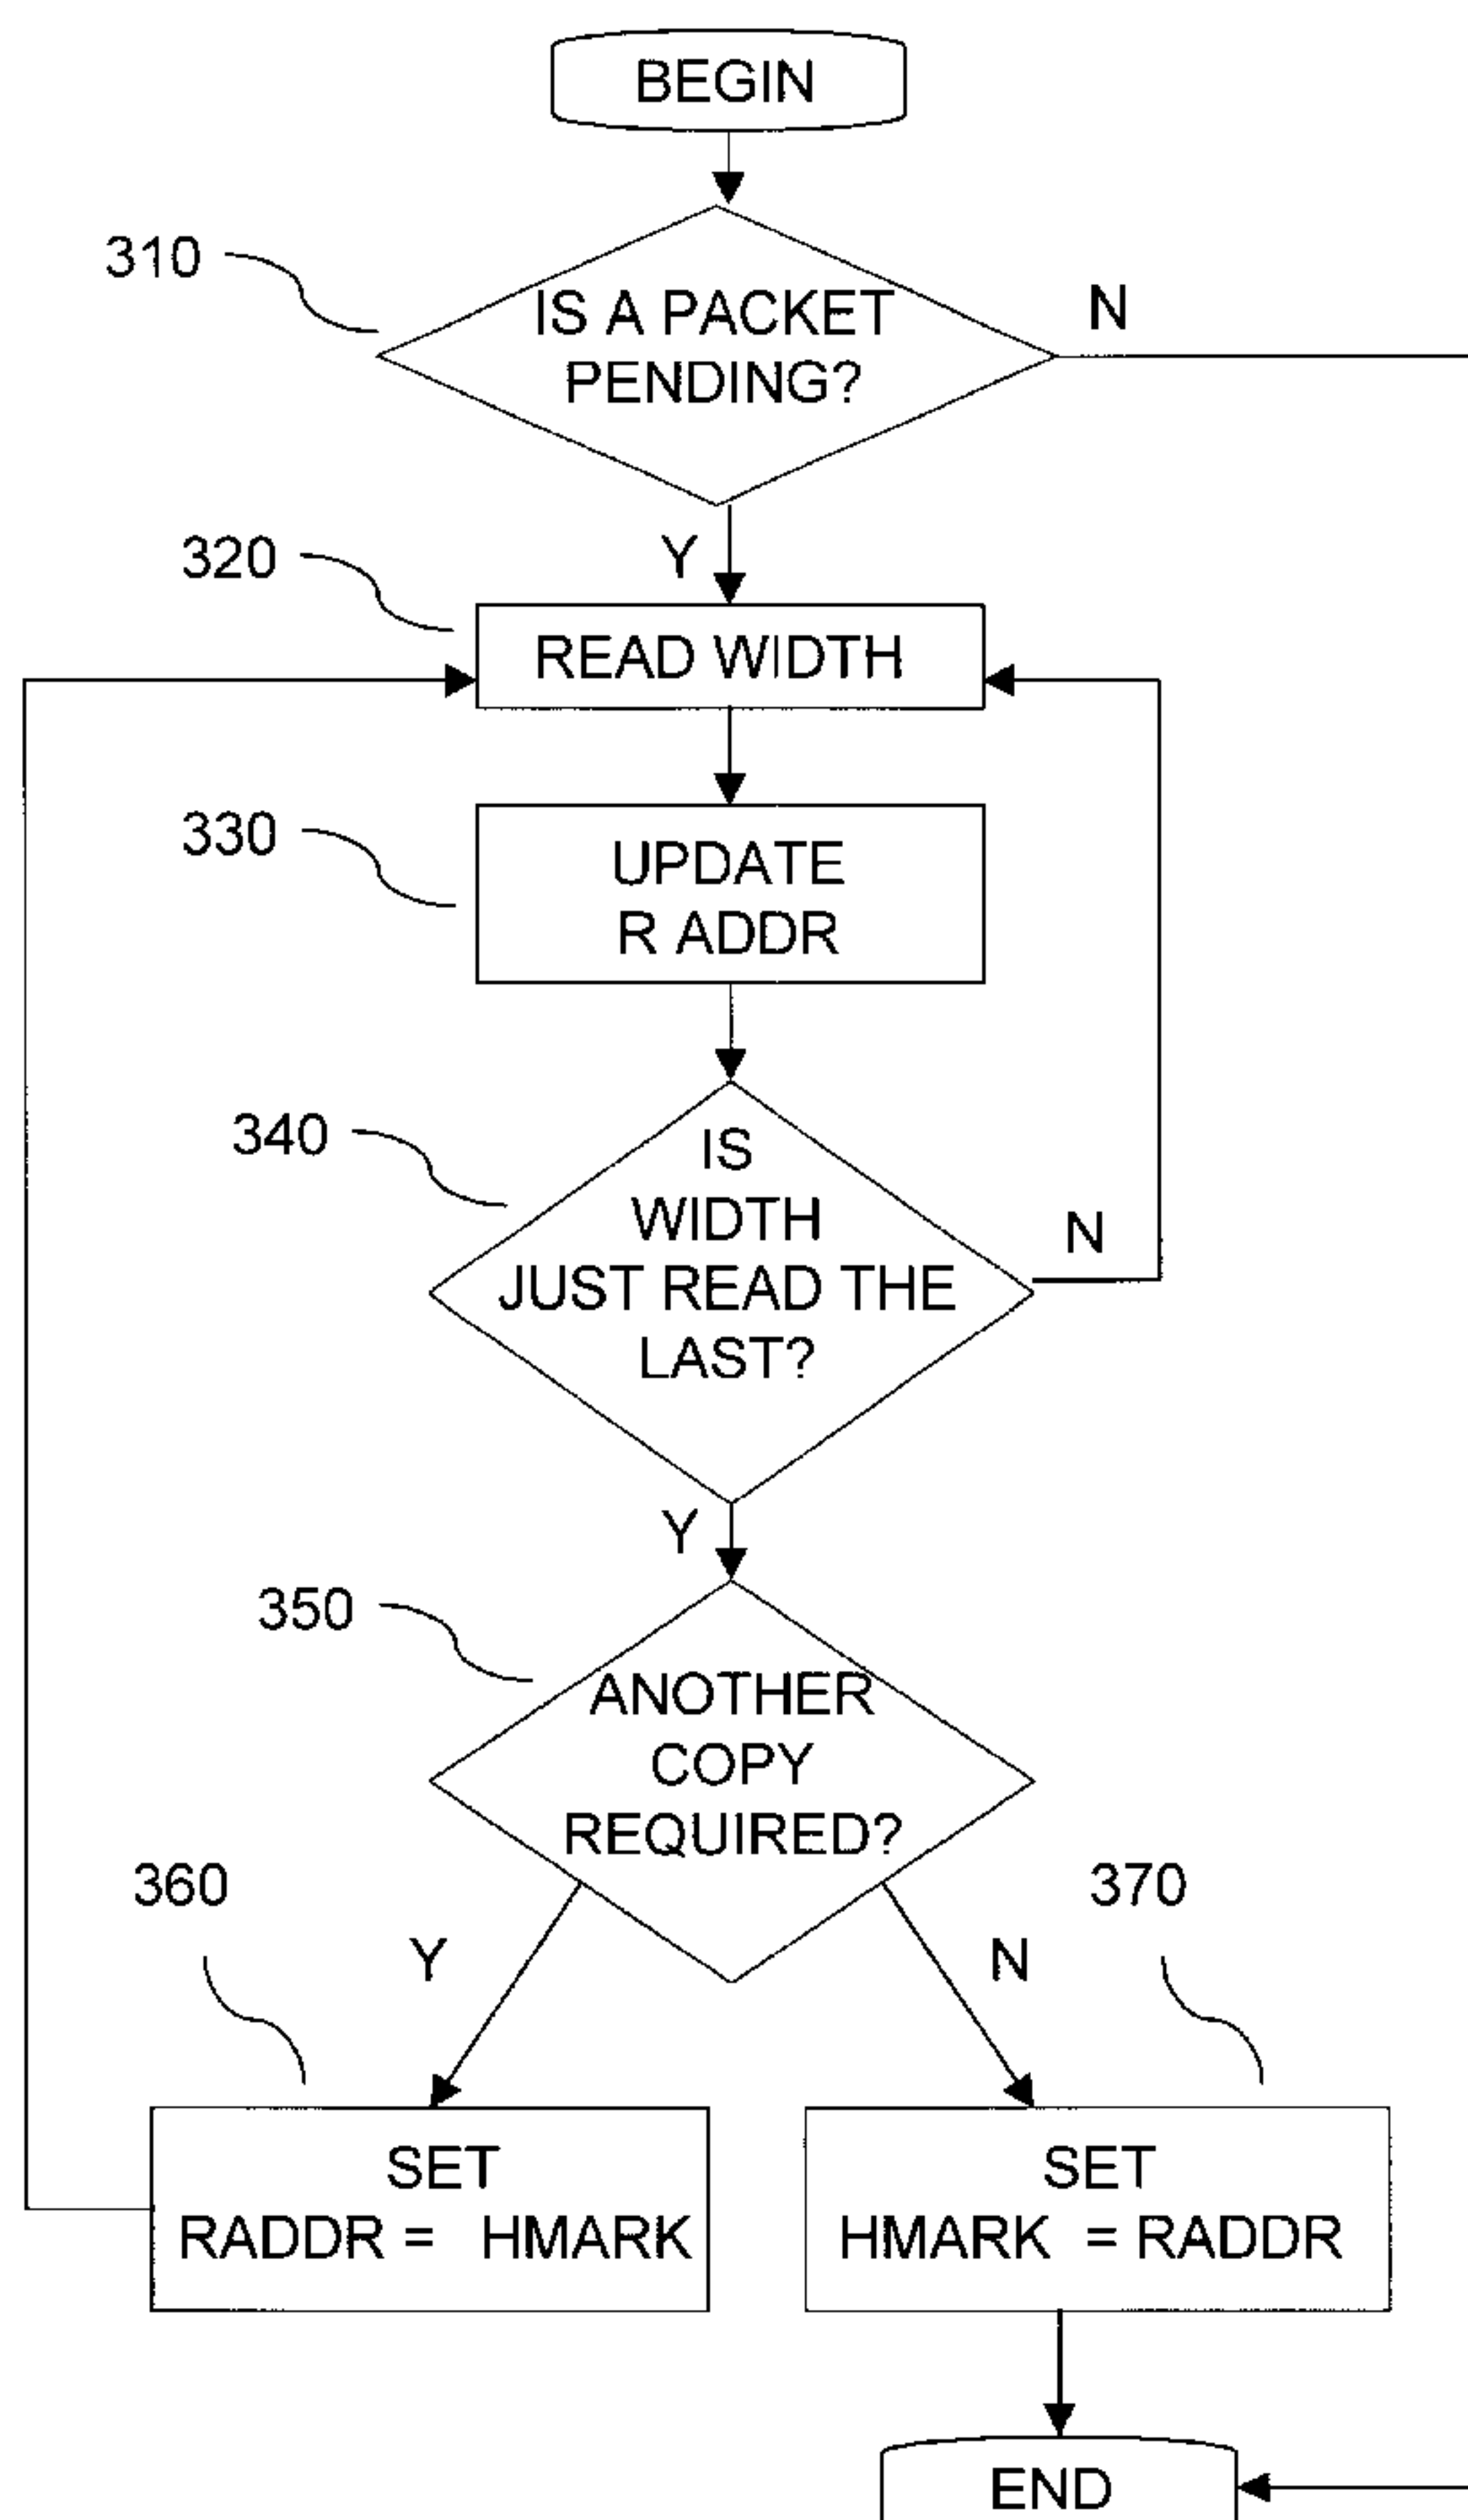 BEGIN
310
IS A PACKET
PENDING?
N
Y
320
READ WIDTH
330
UPDATE
R ADDR
340
IS
WIDTH
JUST READ THE
LAST?
N
Y
350
ANOTHER
COPY
REQUIRED?
360
370
Y
N
SET
RADDR = HMARK
SET
HMARK = RADDR
END